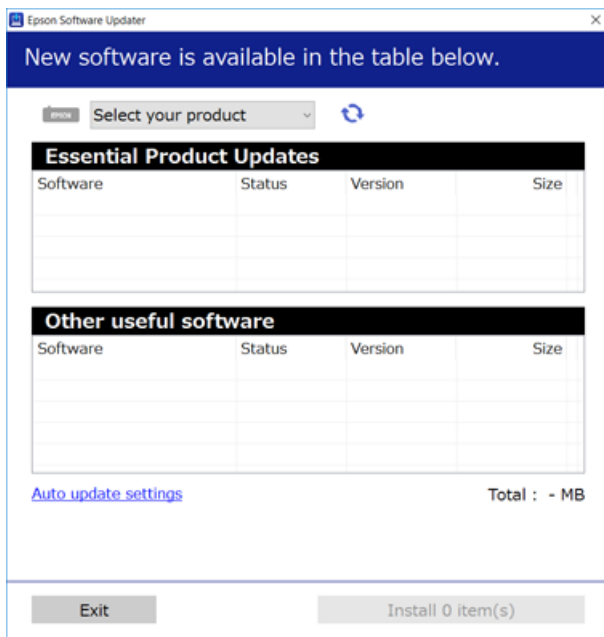 Epson Software Updater
New software is available in the table below.
EPSON Select your product
Essential Product Updates
Software Status Version Size
Other useful software
Software Status Version Size
Auto update settings Total : - MB
Exit Install 0 item(s)